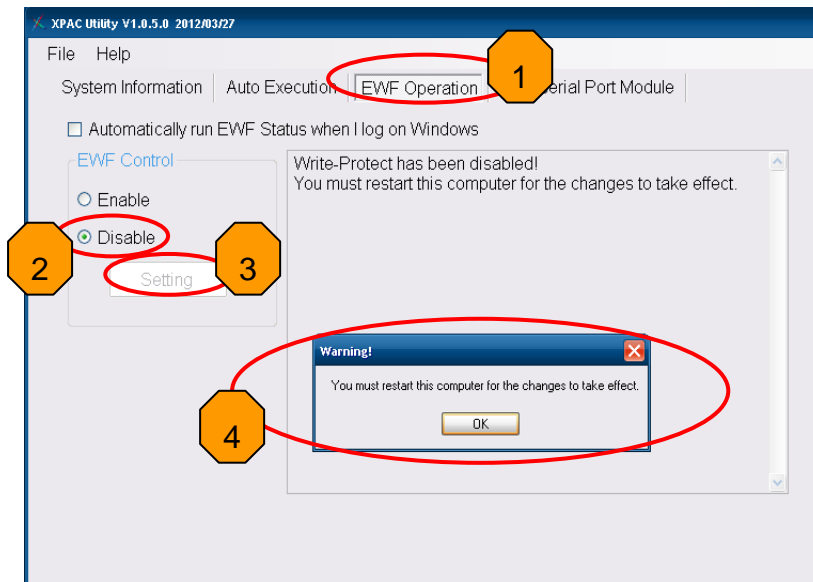 XPAC Utility V1.0.5.0 2012/03/27
File Help
System Information Auto Execution EWF Operation Serial Port Module
1
Automatically run EWF Status when I log on Windows
EWF Control
Enable
Disable
Setting
2
3
Write-Protect has been disabled!
You must restart this computer for the changes to take effect.
Warning!
You must restart this computer for the changes to take effect.
OK
4